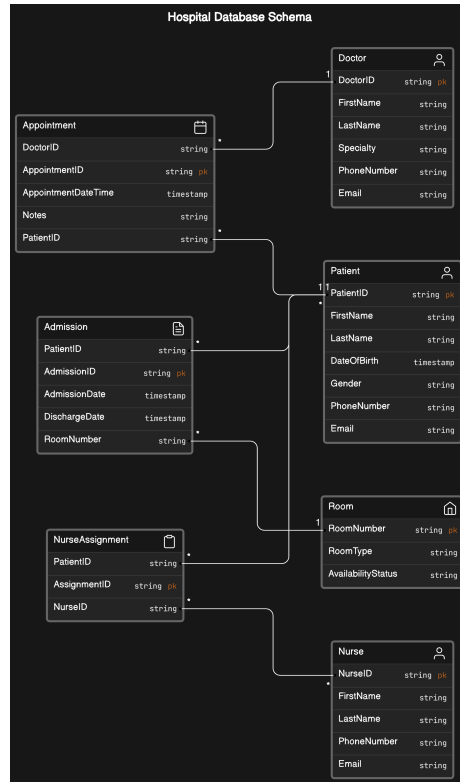 Hospital Database Schema
Doctor
DoctorID string pk
FirstName string
LastName string
Specialty string
PhoneNumber string
Email string
1
Appointment
DoctorID string
AppointmentID string pk
AppointmentDateTime timestamp
Notes string
PatientID string
*
*
Patient
PatientID string pk
FirstName string
LastName string
DateOfBirth timestamp
Gender string
PhoneNumber string
Email string
1 1
*
Admission
PatientID string
AdmissionID string pk
AdmissionDate timestamp
DischargeDate timestamp
RoomNumber string
*
*
Room
RoomNumber string pk
RoomType string
AvailabilityStatus string
1
NurseAssignment
PatientID string
AssignmentID string pk
NurseID string
*
*
Nurse
NurseID string pk
FirstName string
LastName string
PhoneNumber string
Email string
*